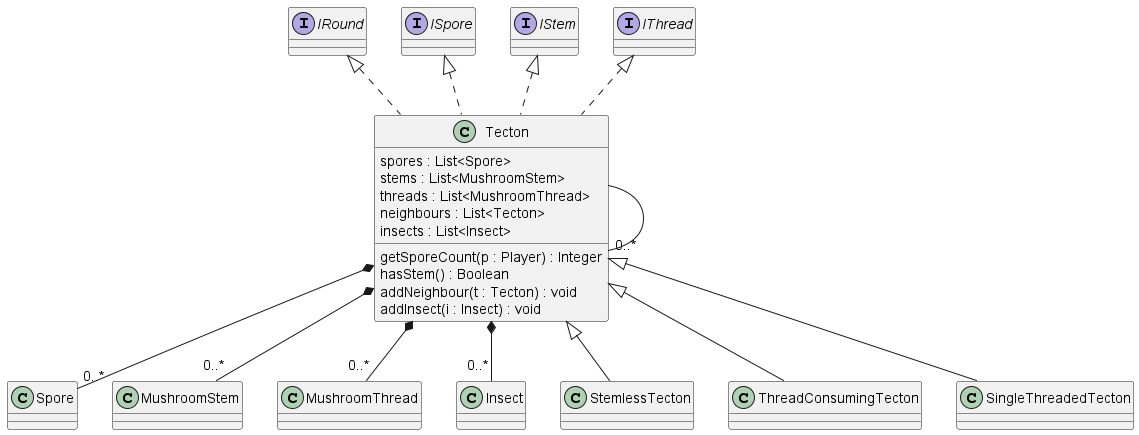 I IRound
I ISpore
I IStem
I IThread
C Tecton
spores : List<Spore>
stems : List<MushroomStem>
threads : List<MushroomThread>
neighbours : List<Tecton>
insects : List<Insect>
0..*
getSporeCount(p : Player) : Integer
hasStem() : Boolean
addNeighbour(t : Tecton) : void
addInsect(i : Insect) : void
0..*
0..*
0..*
0..*
C Spore
C MushroomStem
C MushroomThread
C Insect
C StemlessTecton
C ThreadConsumingTecton
C SingleThreadedTecton